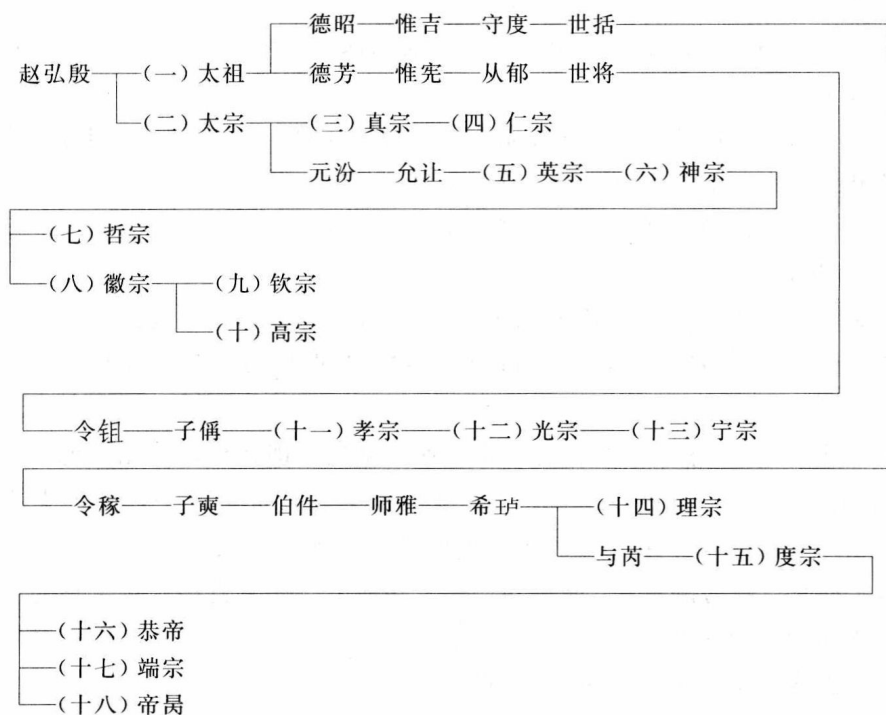 德昭 惟吉 守度 世括
赵弘殷 (一)太祖 德芳 惟宪 从郁 世将
(二)太宗 (三)真宗 (四)仁宗
元汾 允让 (五)英宗 (六)神宗
(七)哲宗
(八)徽宗 (九)钦宗
(十)高宗
令 子偁 (十一)孝宗 (十二)光宗 (十三)宁宗
令稼 子奭 伯件 师雅 希 (十四)理宗
与芮 (十五)度宗
(十六)恭帝
(十七)端宗
(十八)帝昺